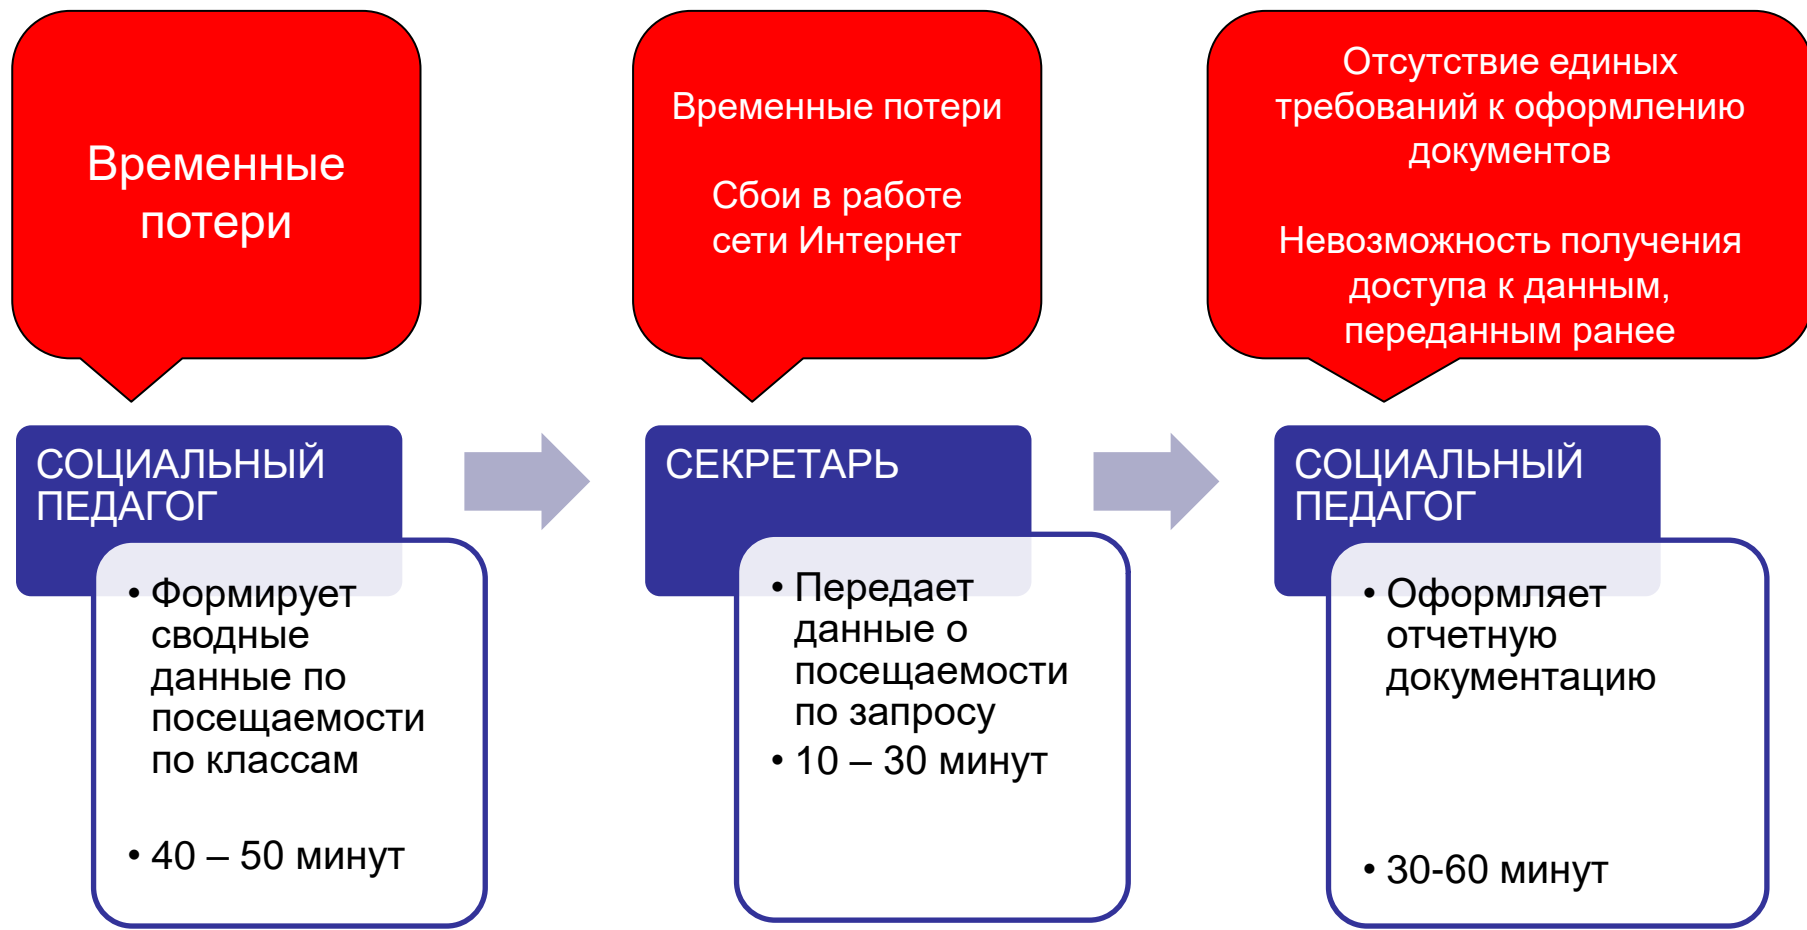 Временные
потери
Временные потери
Сбои в работе
сети Интернет
Отсутствие единых
требований к оформлению
документов
Невозможность получения
доступа к данным,
переданным ранее
СОЦИАЛЬНЫЙ
ПЕДАГОГ
• Формирует
сводные
данные по
посещаемости
по классам
• 40 – 50 минут
СЕКРЕТАРЬ
• Передает
данные о
посещаемости
по запросу
• 10 – 30 минут
СОЦИАЛЬНЫЙ
ПЕДАГОГ
• Оформляет
отчетную
документацию
• 30-60 минут